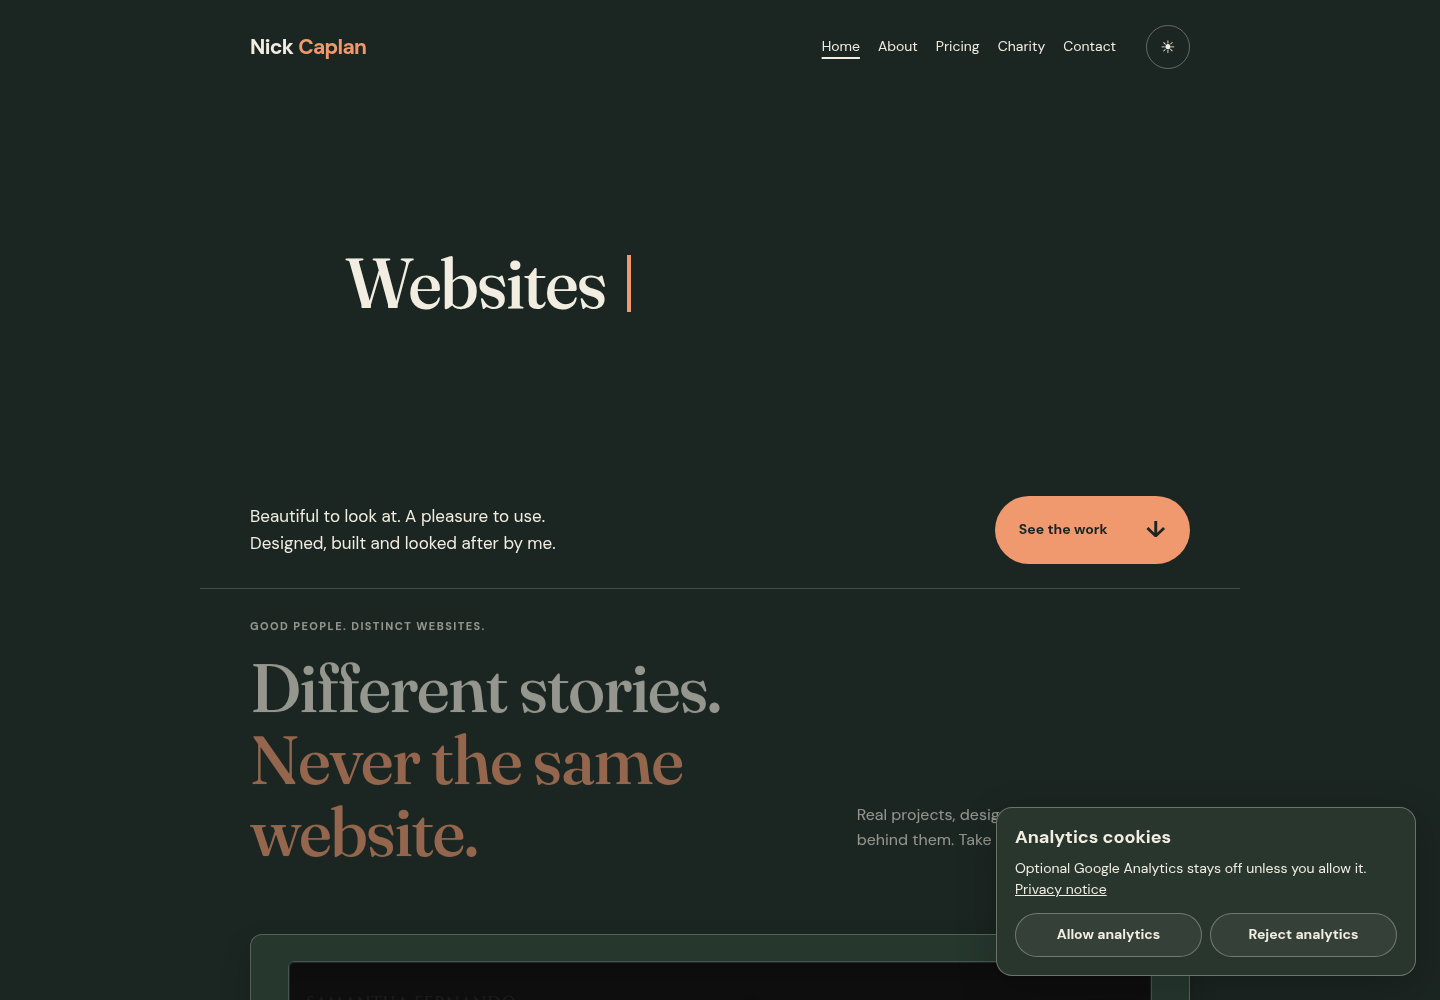 Nick Caplan
Home About Pricing Charity Contact
Websites
Beautiful to look at. A pleasure to use.
Designed, built and looked after by me.
See the work
GOOD PEOPLE. DISTINCT WEBSITES.
Different stories.
Never the same
website.
Real projects,
behind them. Take
Analytics cookies
Optional Google Analytics stays off unless you allow it.
Privacy notice
Allow analytics
Reject analytics